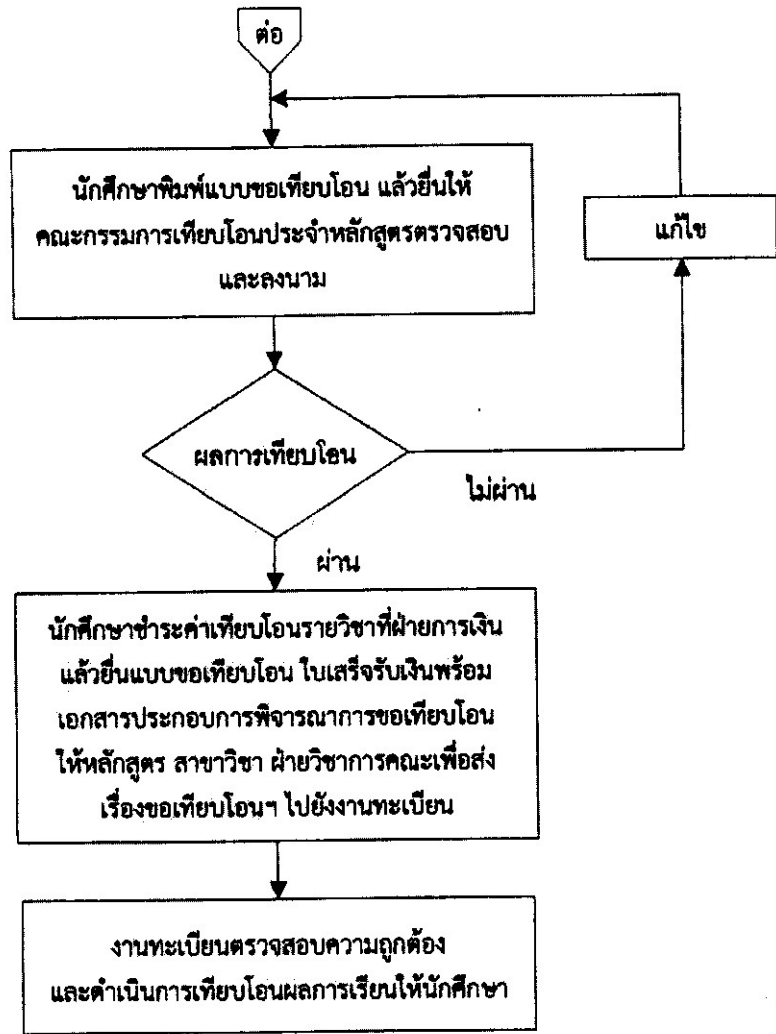 ต่อ
นักศึกษาพิมพ์แบบขอเทียบโอน แล้วยื่นให้
คณะกรรมการเทียบโอนประจำหลักสูตรตรวจสอบ
และลงนาม
แก้ไข
ผลการเทียบโอน
ไม่ผ่าน
ผ่าน
นักศึกษาชำระค่าเทียบโอนรายวิชาที่ฝ่ายการเงิน
แล้วยื่นแบบขอเทียบโอน ใบเสร็จรับเงินพร้อม
เอกสารประกอบการพิจารณาการขอเทียบโอน
ให้หลักสูตร สาขาวิชา ฝ่ายวิชาการคณะเพื่อส่ง
เรื่องขอเทียบโอนฯ ไปยังงานทะเบียน
งานทะเบียนตรวจสอบความถูกต้อง
และดำเนินการเทียบโอนผลการเรียนให้นักศึกษา